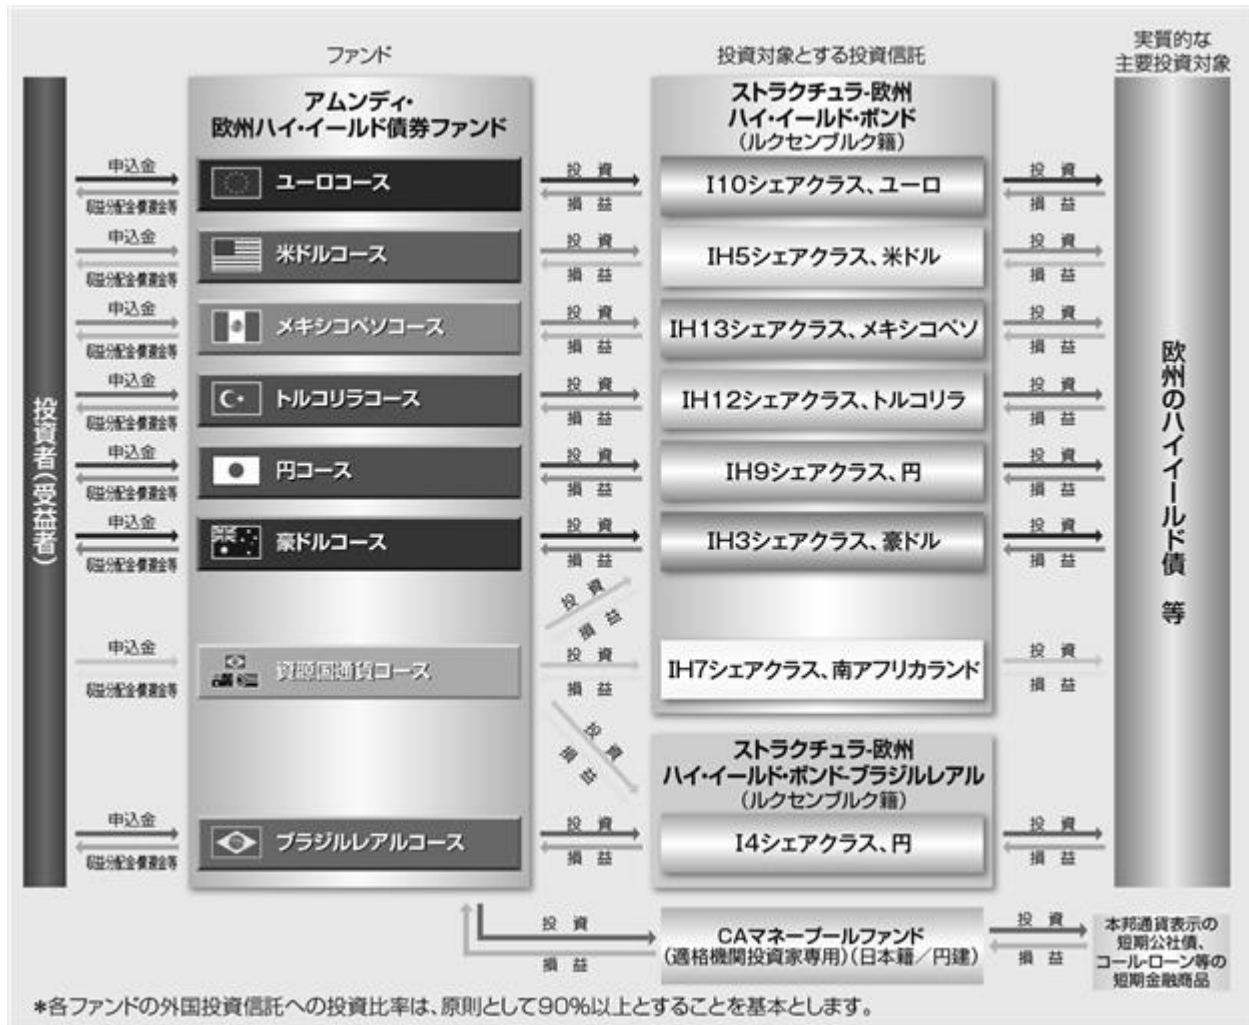 ファンド
投資対象とする投資信託
実質的な
主要投資対象
アムンディ・
欧州ハイ・イールド債券ファンド
ストラクチュラ-欧州
ハイ・イールド・ボンド
(ルクセンブルク籍)
投資者(受益者)
欧州のハイイールド債 等
申込金
収益分配金・償還金等
ユーロコース
投資
損益
I10シェアクラス、ユーロ
投資
損益
申込金
収益分配金・償還金等
米ドルコース
投資
損益
IH5シェアクラス、米ドル
投資
損益
申込金
収益分配金・償還金等
メキシコペソコース
投資
損益
IH13シェアクラス、メキシコペソ
投資
損益
申込金
収益分配金・償還金等
トルコリラコース
投資
損益
IH12シェアクラス、トルコリラ
投資
損益
申込金
収益分配金・償還金等
円コース
投資
損益
IH9シェアクラス、円
投資
損益
申込金
収益分配金・償還金等
豪ドルコース
投資
損益
IH3シェアクラス、豪ドル
投資
損益
投資
損益
申込金
収益分配金・償還金等
資源国通貨コース
投資
損益
IH7シェアクラス、南アフリカランド
投資
損益
投資
損益
ストラクチュラ-欧州
ハイ・イールド・ボンド-ブラジルレアル
(ルクセンブルク籍)
申込金
収益分配金・償還金等
ブラジルレアルコース
投資
損益
I4シェアクラス、円
投資
損益
投資
損益
CAマネープールファンド
(適格機関投資家専用)(日本籍/円建)
投資
損益
本邦通貨表示の
短期公社債、
コール・ローン等の
短期金融商品
*各ファンドの外国投資信託への投資比率は、原則として90%以上とすることを基本とします。